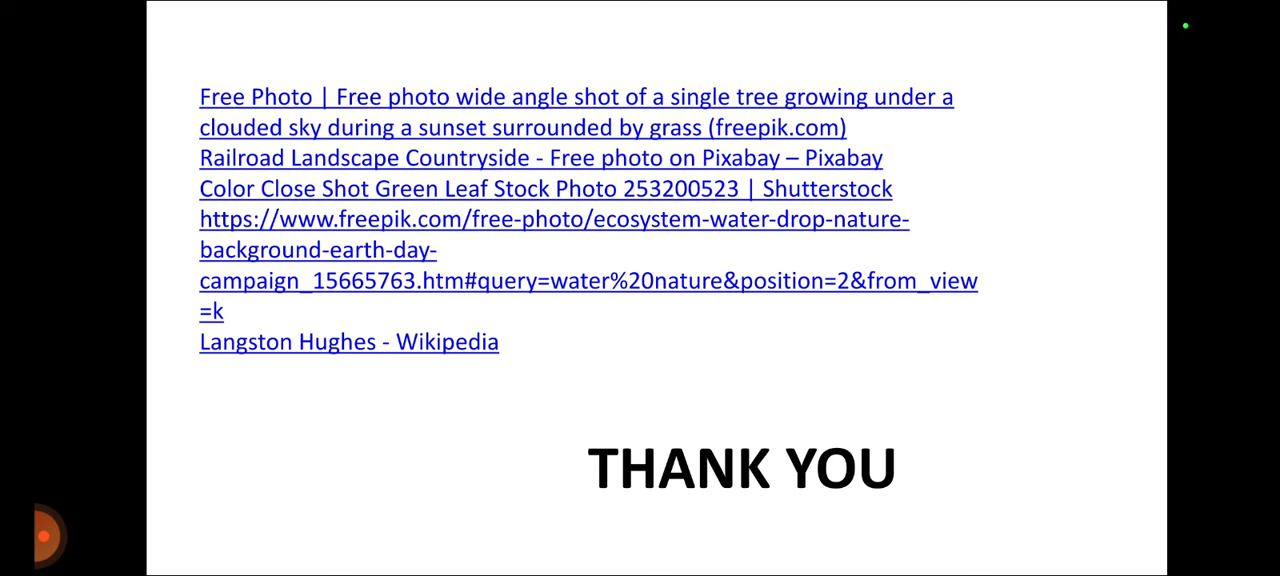 Free Photo | Free photo wide angle shot of a single tree growing under a
clouded sky during a sunset surrounded by grass (freepik.com)
Railroad Landscape Countryside - Free photo on Pixabay – Pixabay
Color Close Shot Green Leaf Stock Photo 253200523 | Shutterstock
https://www.freepik.com/free-photo/ecosystem-water-drop-nature-
background-earth-day-
campaign_15665763.htm#query=water%20nature&position=2&from_view
=k
Langston Hughes - Wikipedia
THANK YOU